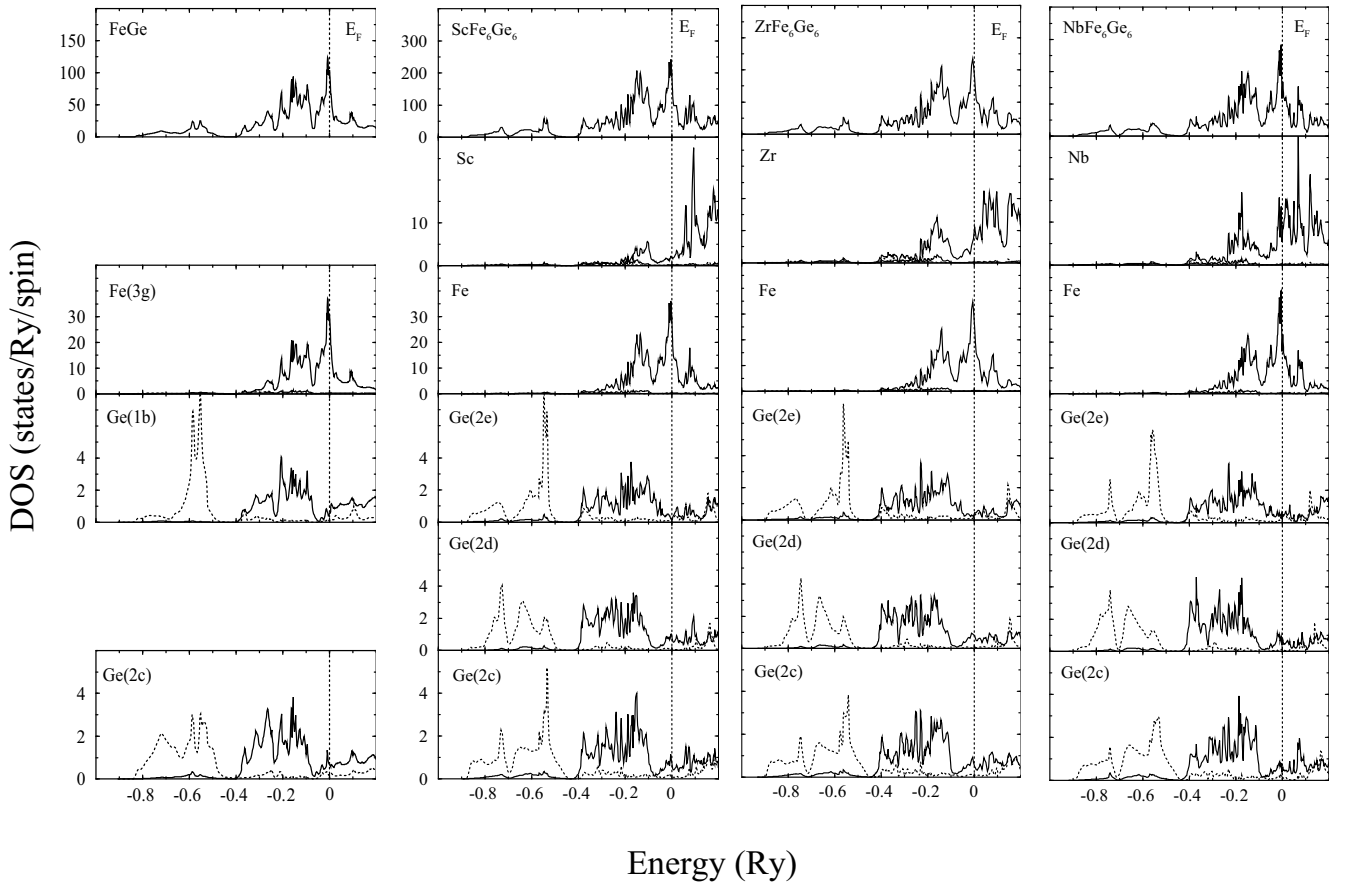 DOS (states/Ry/spin)
FeGe
E_F
150
100
50
0
ScFe₆Ge₆
E_F
300
200
100
0
ZrFe₆Ge₆
E_F
NbFe₆Ge₆
E_F
Sc
10
0
Zr
Nb
Fe(3g)
30
20
10
0
Fe
30
20
10
0
Fe
Fe
Ge(1b)
4
2
0
Ge(2e)
4
2
0
Ge(2e)
Ge(2e)
Ge(2d)
4
2
0
Ge(2d)
Ge(2d)
Ge(2c)
4
2
0
Ge(2c)
4
2
0
Ge(2c)
Ge(2c)
-0.8 -0.6 -0.4 -0.2 0
-0.8 -0.6 -0.4 -0.2 0
-0.8 -0.6 -0.4 -0.2 0
-0.8 -0.6 -0.4 -0.2 0
Energy (Ry)